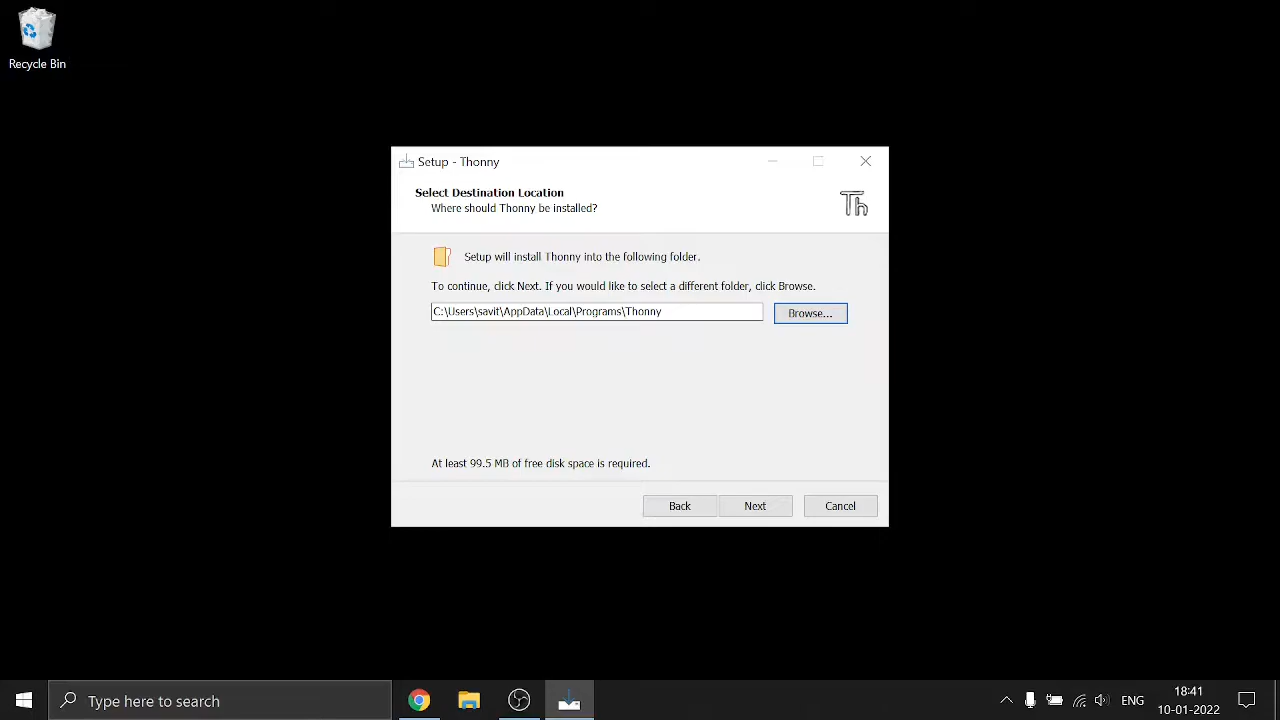 Recycle Bin
Setup - Thonny
Select Destination Location
Where should Thonny be installed?
Th
Setup will install Thonny into the following folder.
To continue, click Next. If you would like to select a different folder, click Browse.
C:\Users\savit\AppData\Local\Programs\Thonny
Browse...
At least 99.5 MB of free disk space is required.
Back
Next
Cancel
Type here to search
ENG
18:41
10-01-2022